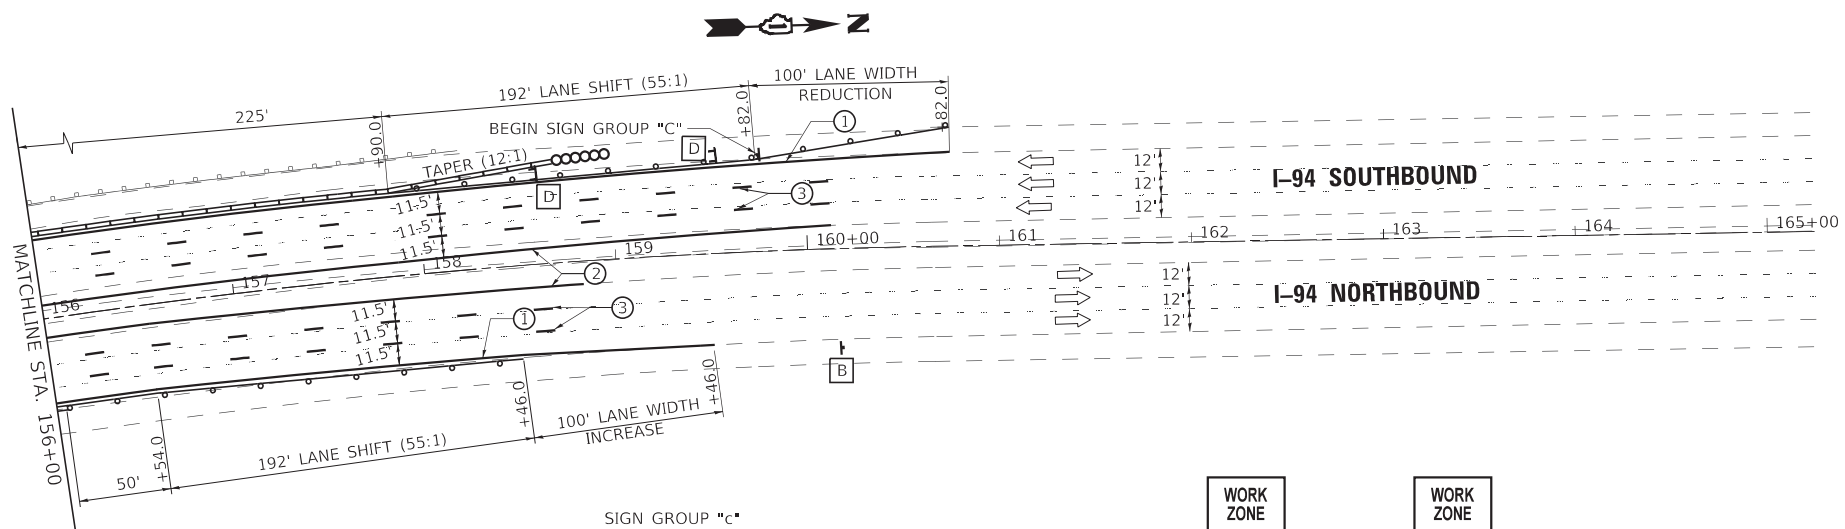 N
225'
192' LANE SHIFT (55:1)
100' LANE WIDTH
REDUCTION
+90.0
+82.0
+82.0
BEGIN SIGN GROUP "C"
1
D
TAPER (12:1)
D
3
11.5'
11.5'
11.5'
12'
12'
12'
I-94 SOUTHBOUND
156
157
158
159
160+00
161
162
163
164
165+00
2
MATCHLINE STA. 156+00
11.5'
11.5'
11.5'
1
3
12'
12'
12'
I-94 NORTHBOUND
B
50'
+54.0
192' LANE SHIFT (55:1)
+46.0
100' LANE WIDTH
INCREASE
+46.0
SIGN GROUP "c"
WORK
ZONE
WORK
ZONE